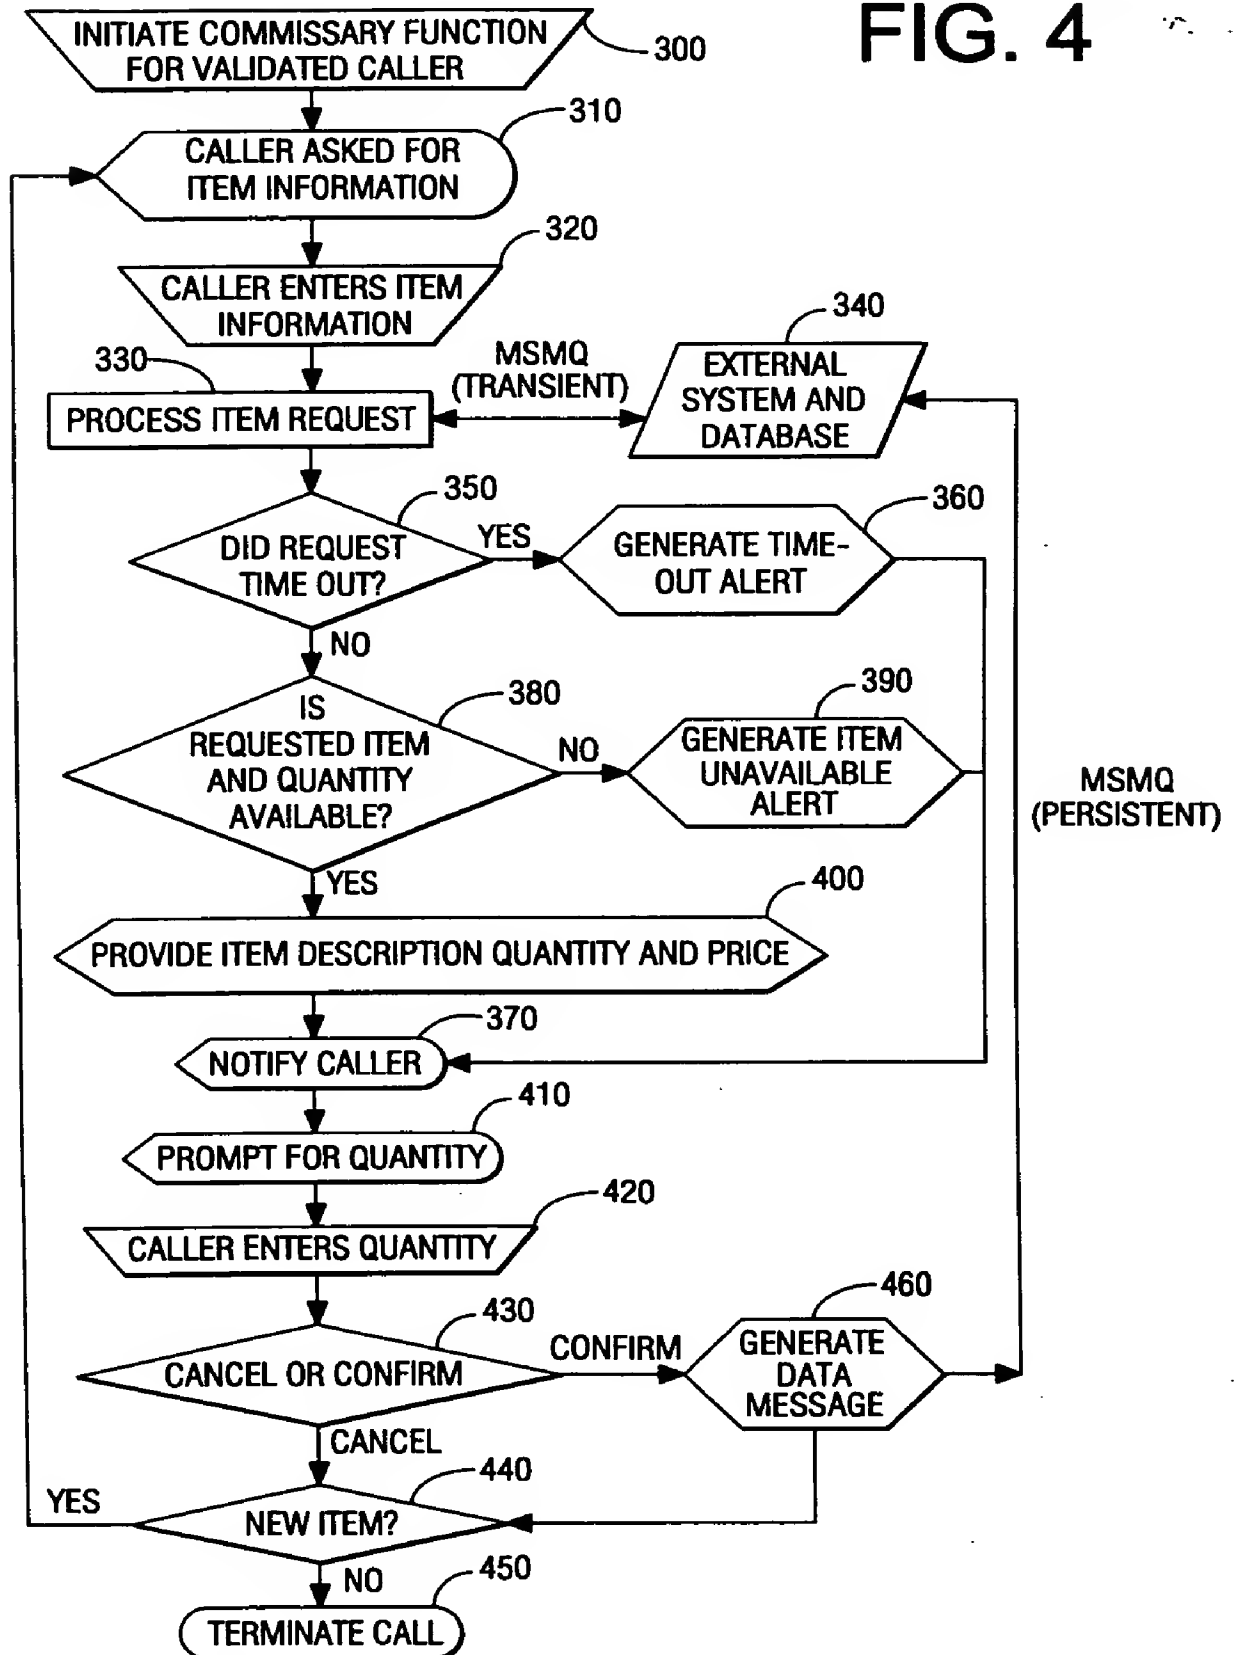 FIG. 4
INITIATE COMMISSARY FUNCTION
FOR VALIDATED CALLER
300
310
CALLER ASKED FOR
ITEM INFORMATION
320
CALLER ENTERS ITEM
INFORMATION
330
PROCESS ITEM REQUEST
MSMQ
(TRANSIENT)
340
EXTERNAL
SYSTEM AND
DATABASE
350
DID REQUEST
TIME OUT?
YES
360
GENERATE TIME-
OUT ALERT
NO
380
IS
REQUESTED ITEM
AND QUANTITY
AVAILABLE?
NO
390
GENERATE ITEM
UNAVAILABLE
ALERT
MSMQ
(PERSISTENT)
YES
400
PROVIDE ITEM DESCRIPTION QUANTITY AND PRICE
370
NOTIFY CALLER
410
PROMPT FOR QUANTITY
420
CALLER ENTERS QUANTITY
430
CANCEL OR CONFIRM
CONFIRM
460
GENERATE
DATA
MESSAGE
CANCEL
440
YES
NEW ITEM?
NO
450
TERMINATE CALL